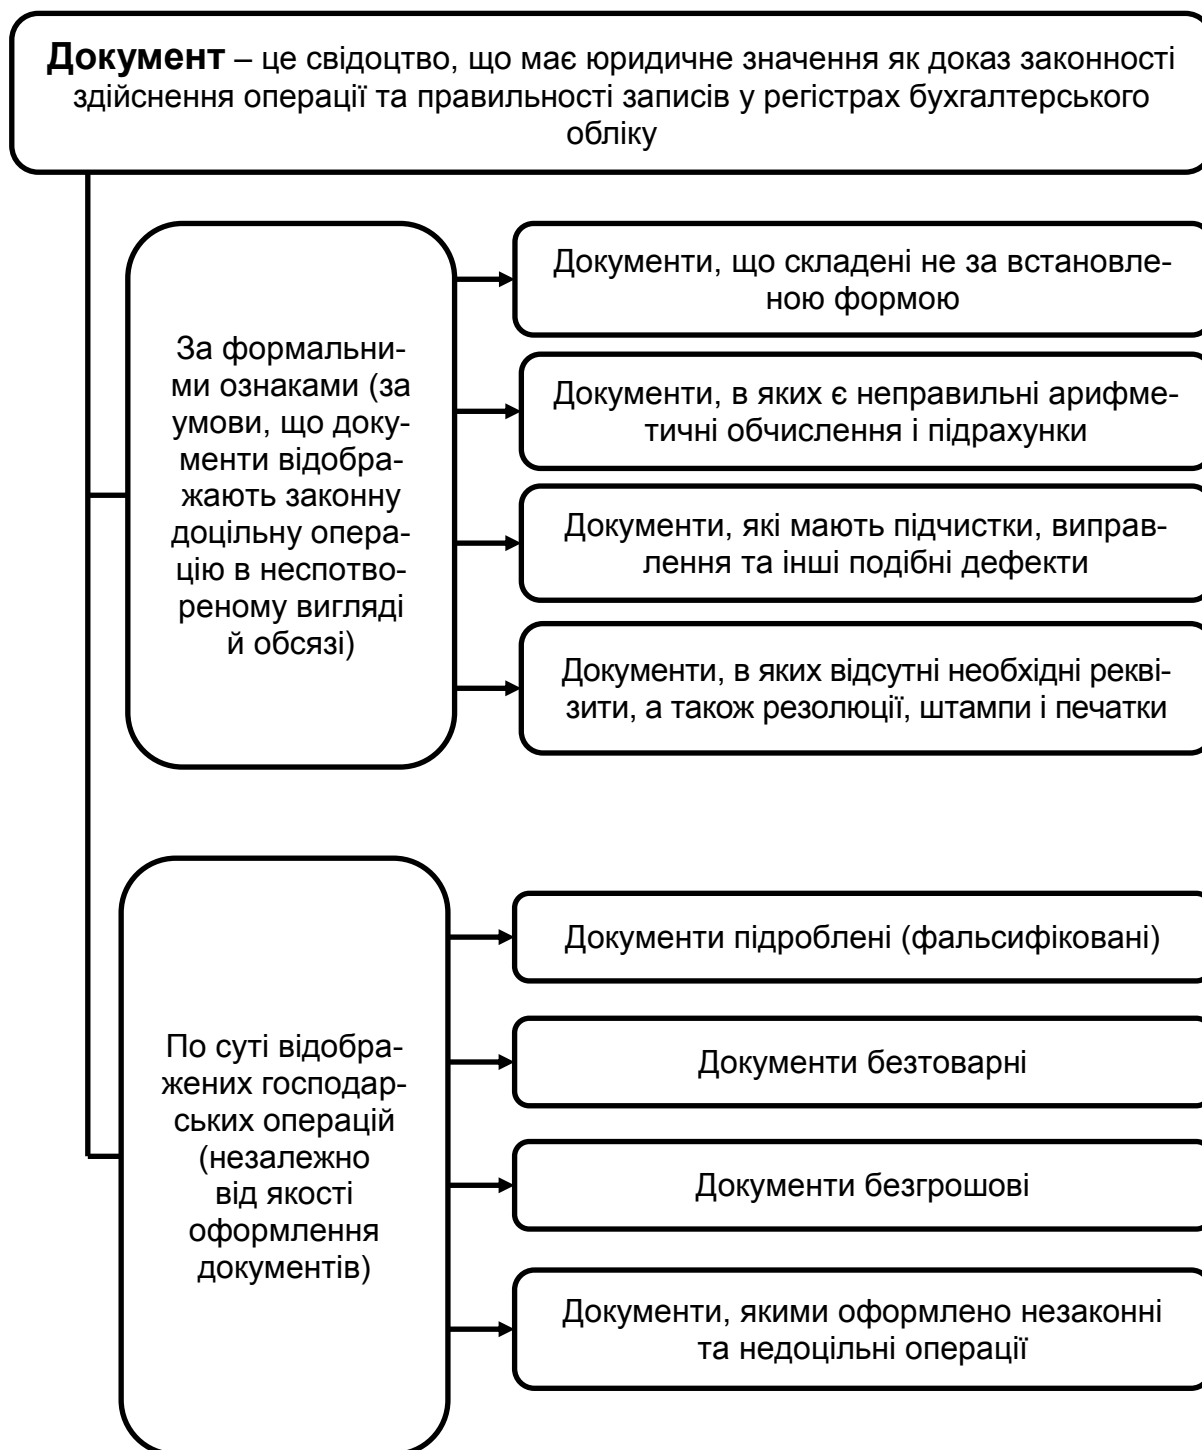 Документ – це свідоцтво, що має юридичне значення як доказ законності
здійснення операції та правильності записів у регістрах бухгалтерського
обліку
За формальни-
ми ознаками (за
умови, що доку-
менти відобра-
жають законну
доцільну опера-
цію в неспотво-
реному вигляді
й обсязі)
Документи, що складені не за встановле-
ною формою
Документи, в яких є неправильні арифме-
тичні обчислення і підрахунки
Документи, які мають підчистки, виправ-
лення та інші подібні дефекти
Документи, в яких відсутні необхідні рекві-
зити, а також резолюції, штампи і печатки
По суті відобра-
жених господар-
ських операцій
(незалежно
від якості
оформлення
документів)
Документи підроблені (фальсифіковані)
Документи безтоварні
Документи безгрошові
Документи, якими оформлено незаконні
та недоцільні операції